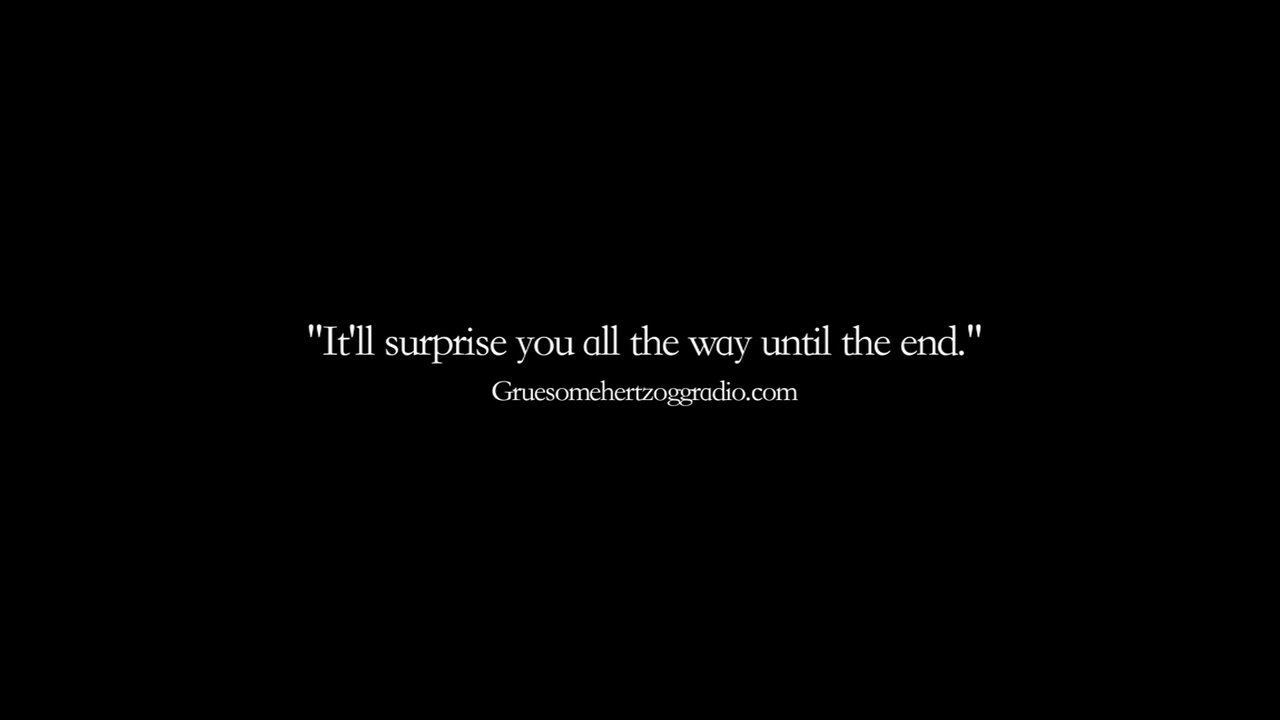 "It'll surprise you all the way until the end."
Gruesomehertzoggradio.com